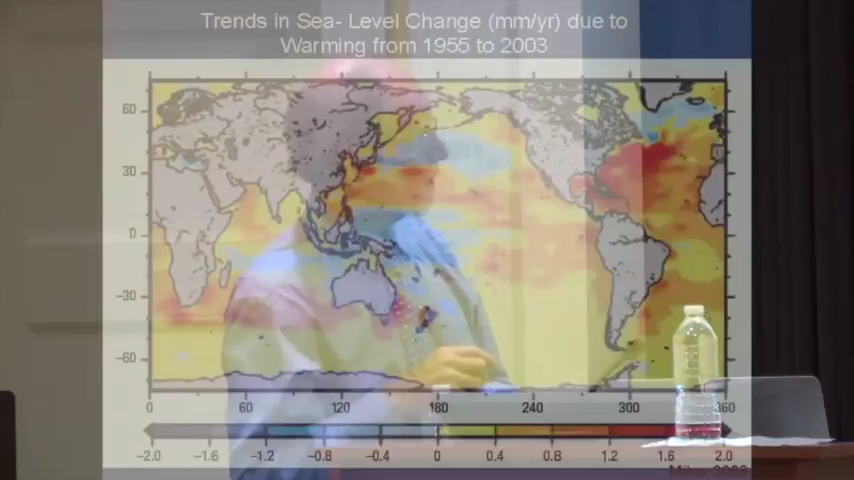 Trends in Sea- Level Change (mm/yr) due to
Warming from 1955 to 2003
60
30
0
-30
-60
0 60 120 180 240 300 360
-2.0 -1.6 -1.2 -0.8 -0.4 0 0.4 0.8 1.2 1.6 2.0